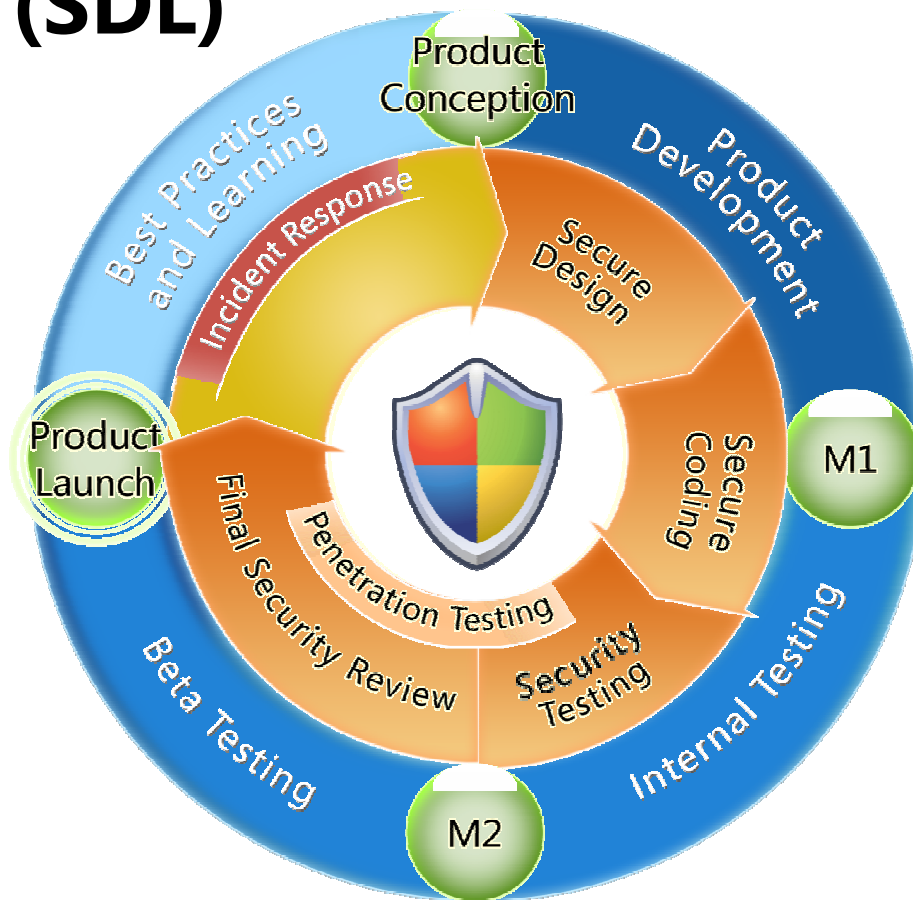 (SDL)
Product
Conception
Best Practices
and Learning
Product
Development
Incident Response
Secure
Design
Product
Launch
M1
Secure
Coding
Final Security Review
Penetration Testing
Security
Testing
Beta Testing
Internal Testing
M2